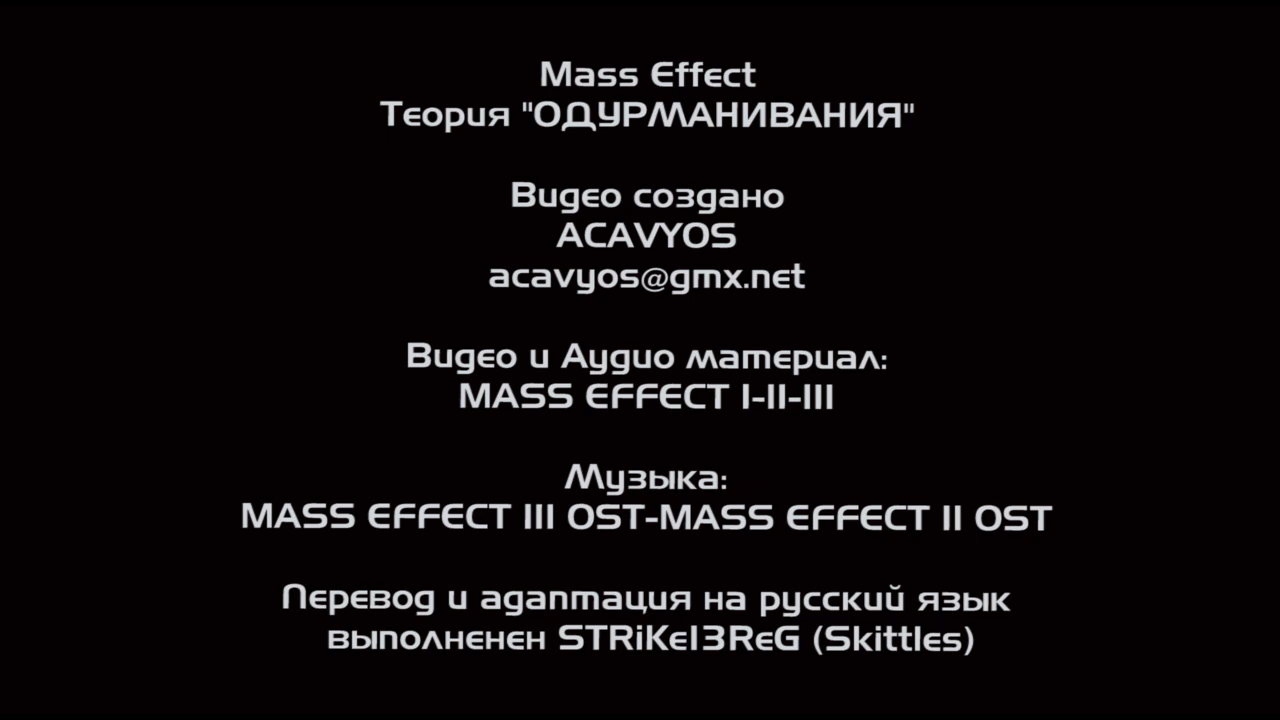 Mass Effect
Теория "ОДУРМАНИВАНИЯ"
Видео создано
ACAVYOS
acavyos@gmx.net
Видео и Аудио материал:
MASS EFFECT I-II-III
Музыка:
MASS EFFECT III OST-MASS EFFECT II OST
Перевод и адаптация на русский язык
выполненен STRiKe13ReG (Skittles)